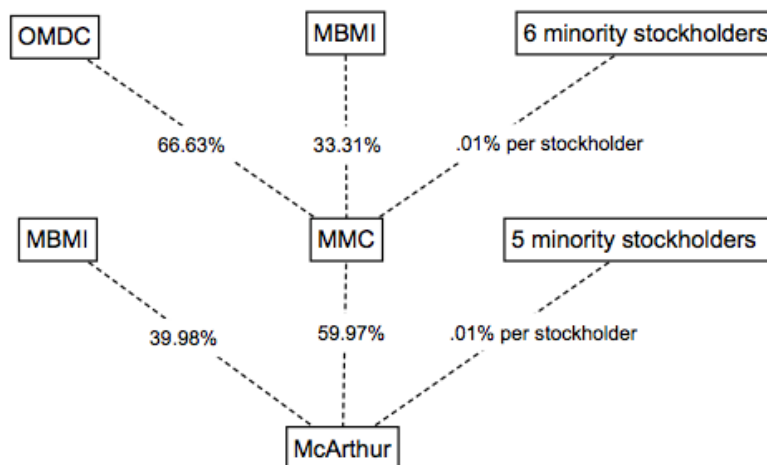 OMDC
MBMI
6 minority stockholders
66.63%
33.31%
.01% per stockholder
MBMI
MMC
5 minority stockholders
39.98%
59.97%
.01% per stockholder
McArthur